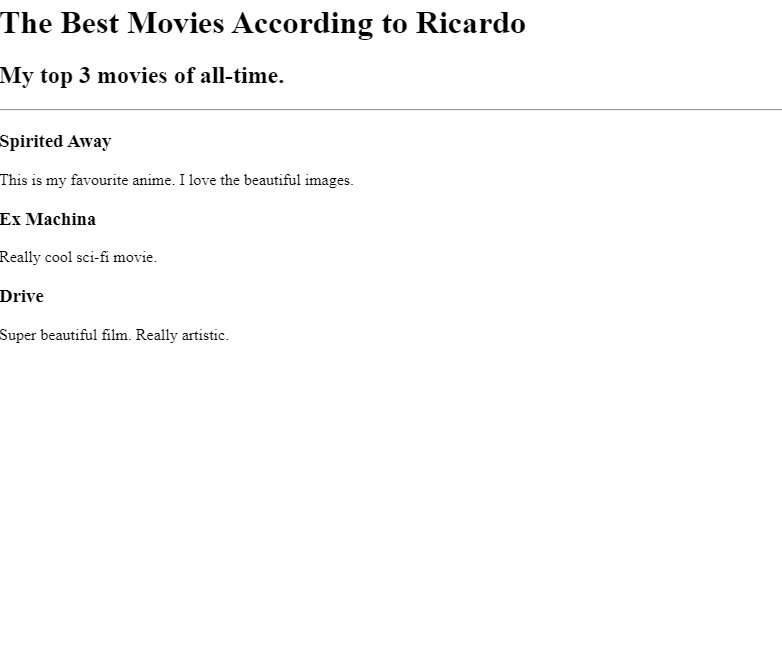 The Best Movies According to Ricardo
My top 3 movies of all-time.
Spirited Away
This is my favourite anime. I love the beautiful images.
Ex Machina
Really cool sci-fi movie.
Drive
Super beautiful film. Really artistic.